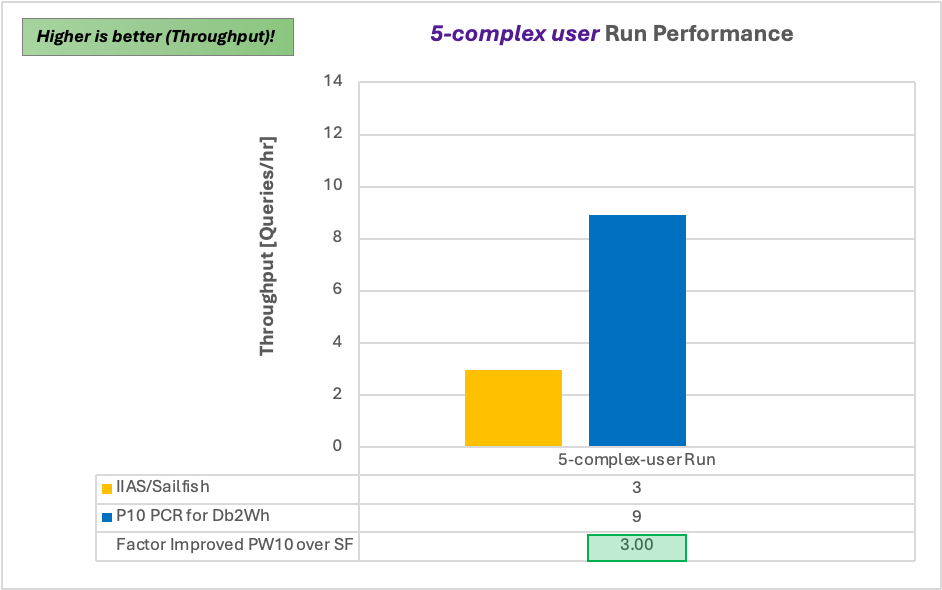 Higher is better (Throughput)!
5-complex user Run Performance
Throughput [Queries/hr]
14
12
10
8
6
4
2
0
5-complex-user Run
IIAS/Sailfish 3
P10 PCR for Db2Wh 9
Factor Improved PW10 over SF 3.00